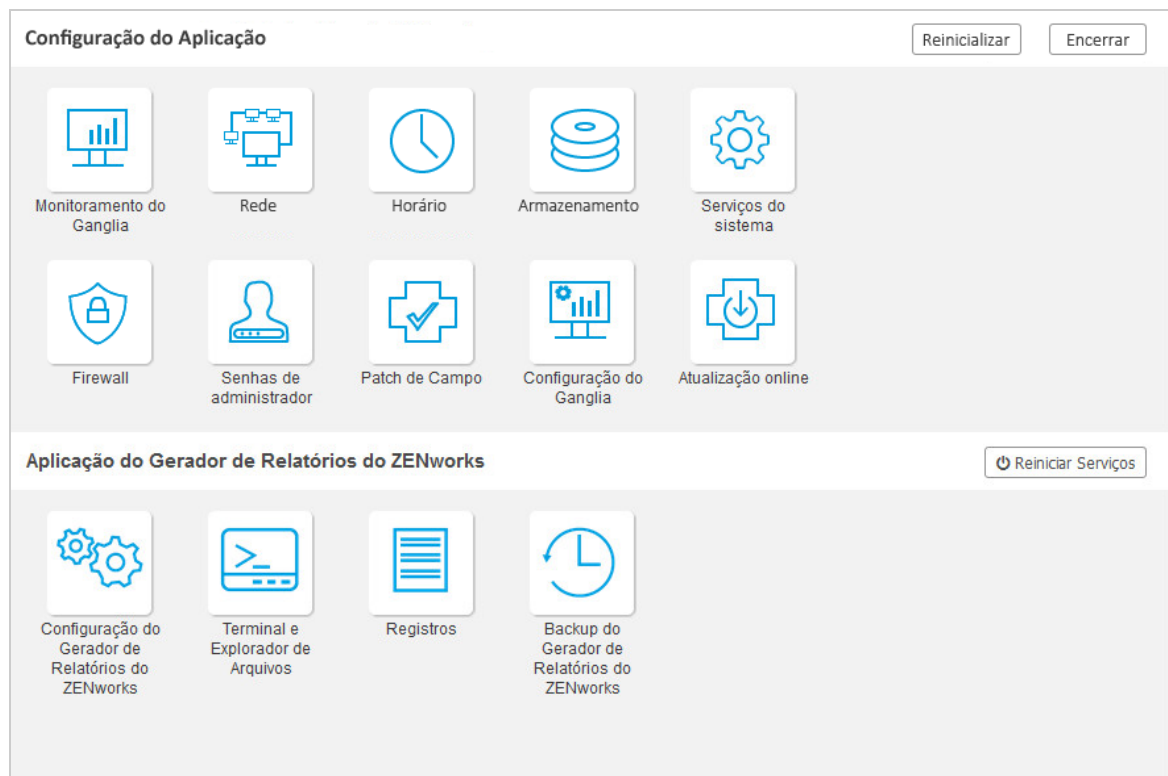 Configuração do Aplicação
Reinicializar
Encerrar
Monitoramento do
Ganglia
Rede
Horário
Armazenamento
Serviços do
sistema
Firewall
Senhas de
administrador
Patch de Campo
Configuração do
Ganglia
Atualização online
Aplicação do Gerador de Relatórios do ZENworks
Reiniciar Serviços
Configuração do
Gerador de
Relatórios do
ZENworks
Terminal e
Explorador de
Arquivos
Registros
Backup do
Gerador de
Relatórios do
ZENworks